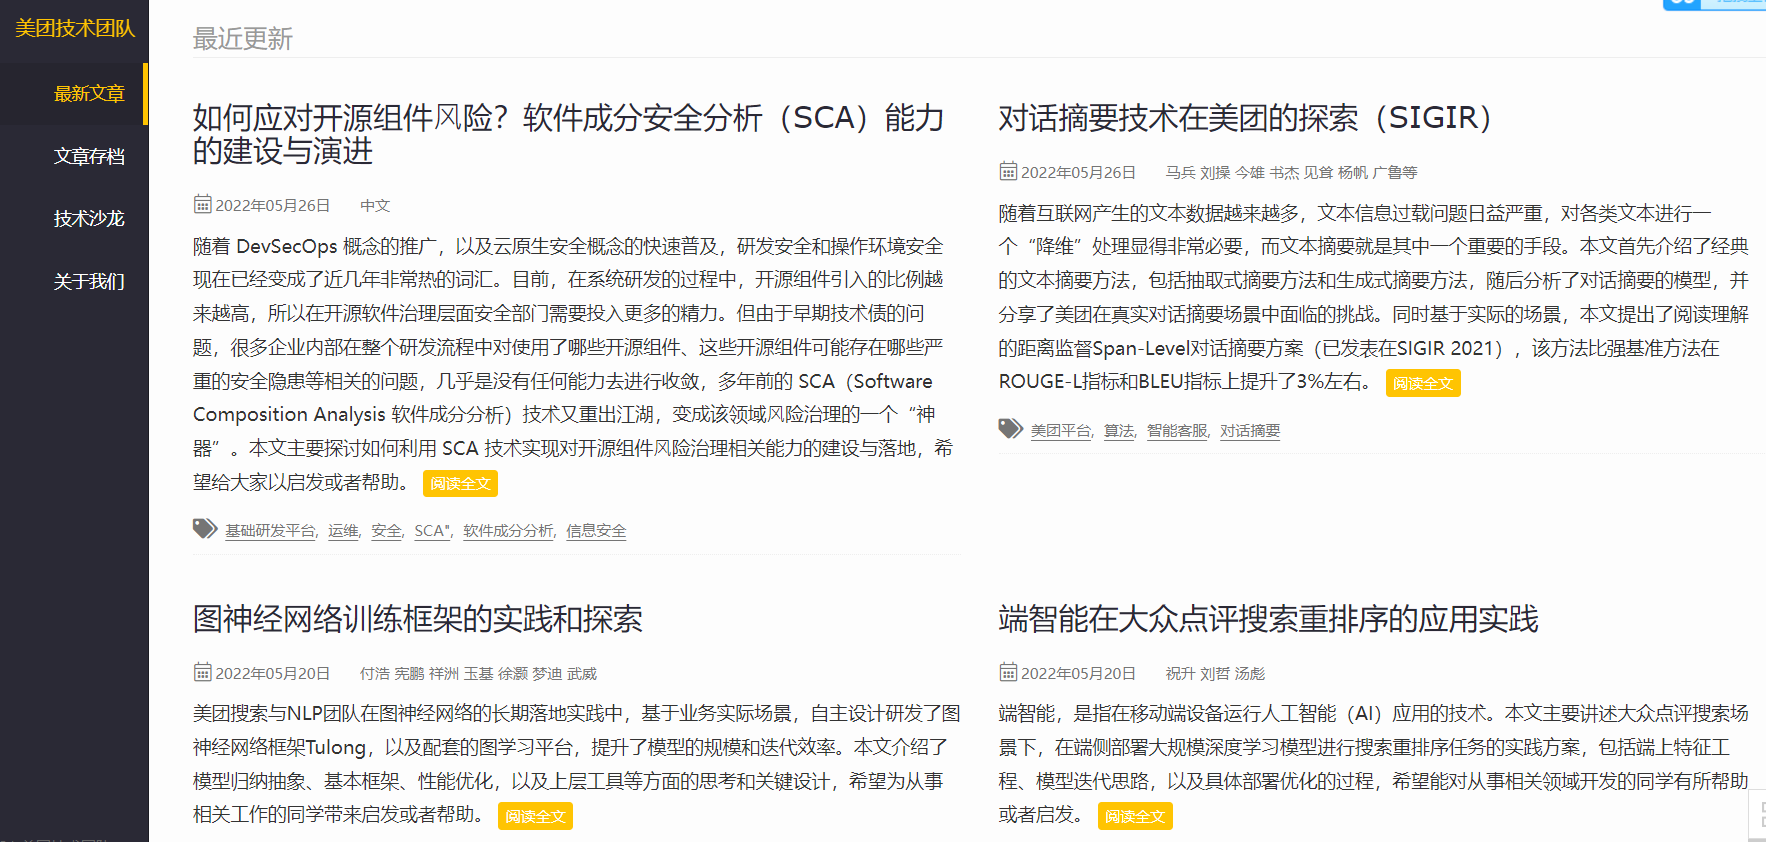 美团技术团队
最新文章
文章存档
技术沙龙
关于我们
最近更新
如何应对开源组件风险？软件成分安全分析（SCA）能力
的建设与演进
2022年05月26日 中文
随着 DevSecOps 概念的推广，以及云原生安全概念的快速普及，研发安全和操作环境安全
现在已经变成了近几年非常热的词汇。目前，在系统研发的过程中，开源组件引入的比例越
来越高，所以在开源软件治理层面安全部门需要投入更多的精力。但由于早期技术债的问
题，很多企业内部在整个研发流程中对使用了哪些开源组件、这些开源组件可能存在哪些严
重的安全隐患等相关的问题，几乎是没有任何能力去进行收敛，多年前的 SCA（Software
Composition Analysis 软件成分分析）技术又重出江湖，变成该领域风险治理的一个“神
器”。本文主要探讨如何利用 SCA 技术实现对开源组件风险治理相关能力的建设与落地，希
望给大家以启发或者帮助。 阅读全文
基础研发平台, 运维, 安全, SCA", 软件成分分析, 信息安全
对话摘要技术在美团的探索（SIGIR）
2022年05月26日 马兵 刘操 今雄 书杰 见耸 杨帆 广鲁等
随着互联网产生的文本数据越来越多，文本信息过载问题日益严重，对各类文本进行一
个“降维”处理显得非常必要，而文本摘要就是其中一个重要的手段。本文首先介绍了经典
的文本摘要方法，包括抽取式摘要方法和生成式摘要方法，随后分析了对话摘要的模型，并
分享了美团在真实对话摘要场景中面临的挑战。同时基于实际的场景，本文提出了阅读理解
的距离监督Span-Level对话摘要方案（已发表在SIGIR 2021），该方法比强基准方法在
ROUGE-L指标和BLEU指标上提升了3%左右。 阅读全文
美团平台, 算法, 智能客服, 对话摘要
图神经网络训练框架的实践和探索
2022年05月20日 付浩 宪鹏 祥洲 玉基 徐灏 梦迪 武威
美团搜索与NLP团队在图神经网络的长期落地实践中，基于业务实际场景，自主设计研发了图
神经网络框架Tulong，以及配套的图学习平台，提升了模型的规模和迭代效率。本文介绍了
模型归纳抽象、基本框架、性能优化，以及上层工具等方面的思考和关键设计，希望为从事
相关工作的同学带来启发或者帮助。 阅读全文
端智能在大众点评搜索重排序的应用实践
2022年05月20日 祝升 刘哲 汤彪
端智能，是指在移动端设备运行人工智能（AI）应用的技术。本文主要讲述大众点评搜索场
景下，在端侧部署大规模深度学习模型进行搜索重排序任务的实践方案，包括端上特征工
程、模型迭代思路，以及具体部署优化的过程，希望能对从事相关领域开发的同学有所帮助
或者启发。 阅读全文